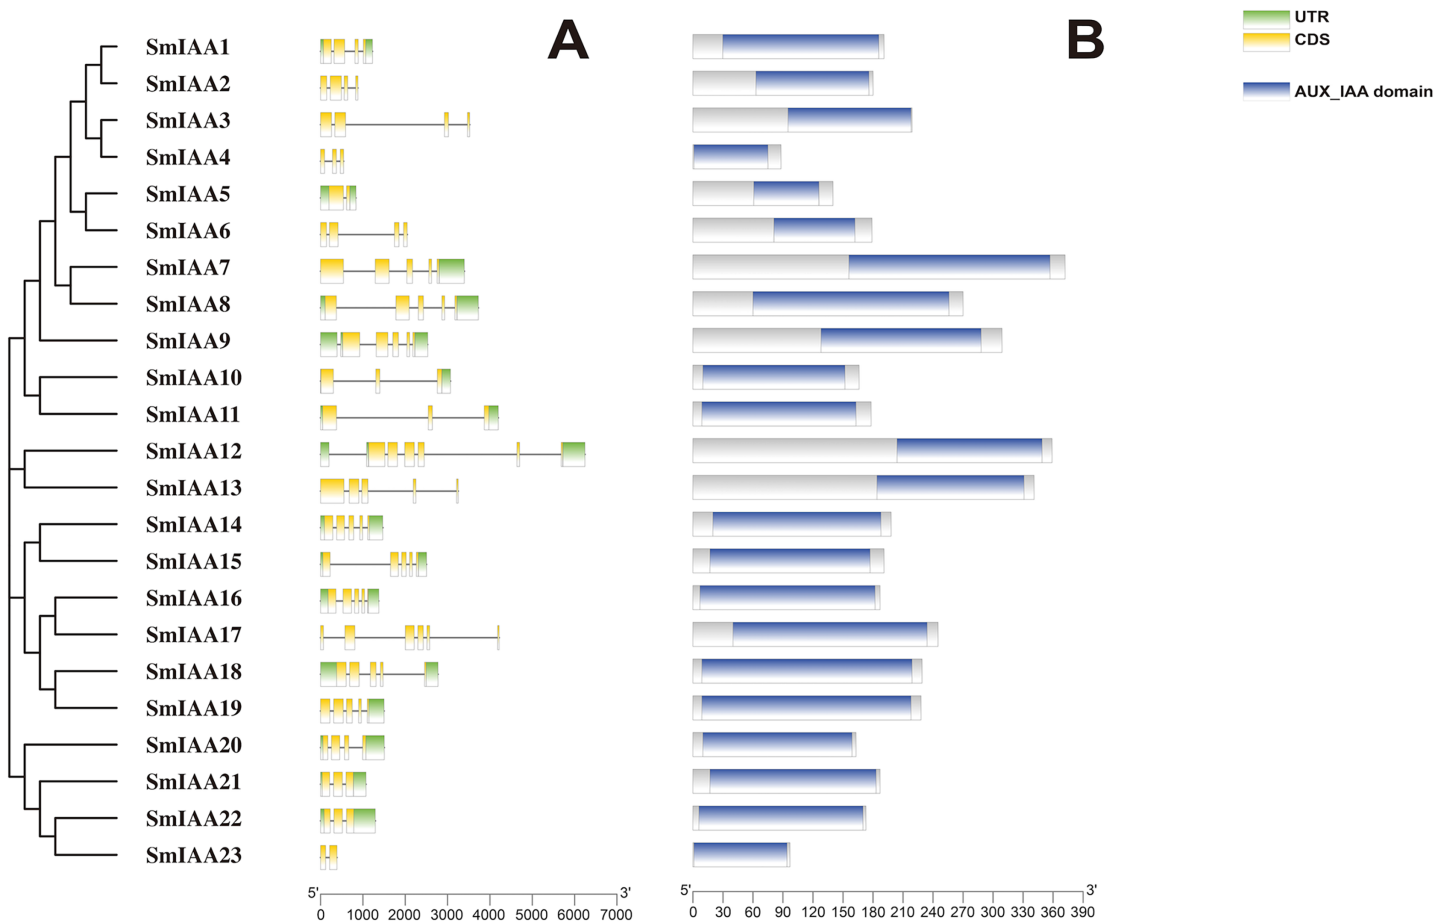 A
B
UTR
CDS
AUX_IAA domain
SmIAA1
SmIAA2
SmIAA3
SmIAA4
SmIAA5
SmIAA6
SmIAA7
SmIAA8
SmIAA9
SmIAA10
SmIAA11
SmIAA12
SmIAA13
SmIAA14
SmIAA15
SmIAA16
SmIAA17
SmIAA18
SmIAA19
SmIAA20
SmIAA21
SmIAA22
SmIAA23
5' 3'
0 1000 2000 3000 4000 5000 6000 7000
5' 3'
0 30 60 90 120 150 180 210 240 270 300 330 360 390